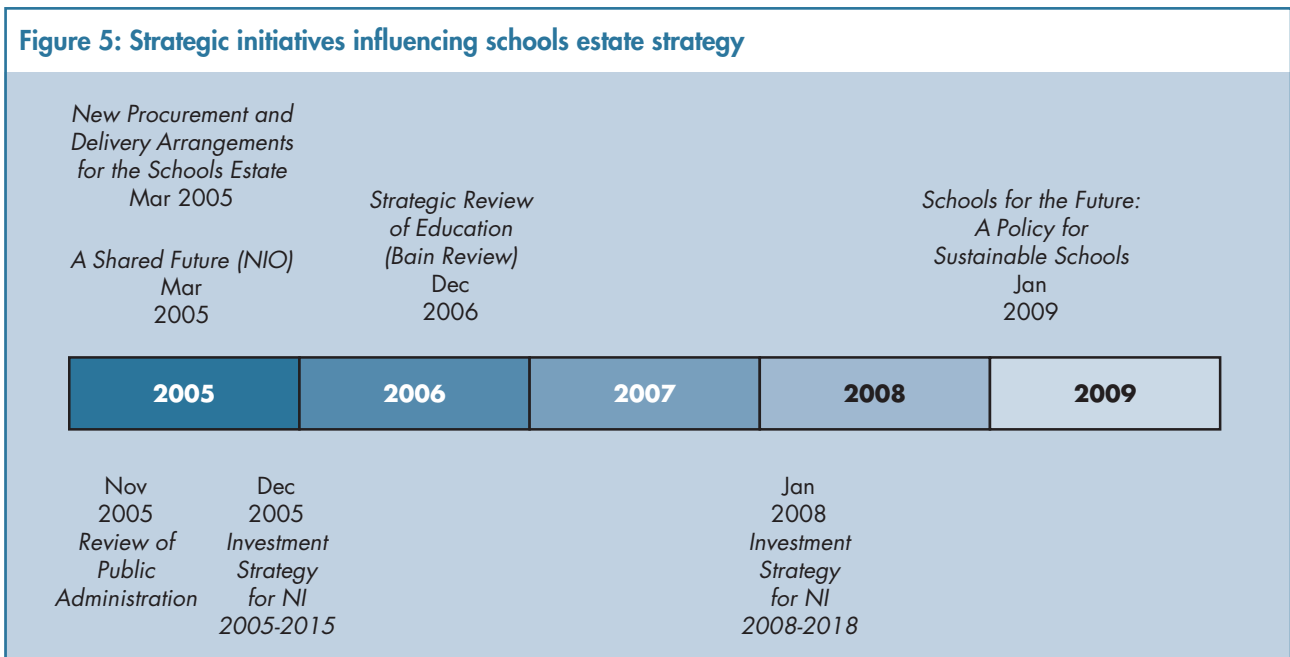 Figure 5: Strategic initiatives influencing schools estate strategy
New Procurement and
Delivery Arrangements
for the Schools Estate
Mar 2005
A Shared Future (NIO)
Mar
2005
Strategic Review
of Education
(Bain Review)
Dec
2006
Schools for the Future:
A Policy for
Sustainable Schools
Jan
2009
2005
2006
2007
2008
2009
Nov
2005
Review of
Public
Administration
Dec
2005
Investment
Strategy
for NI
2005-2015
Jan
2008
Investment
Strategy
for NI
2008-2018